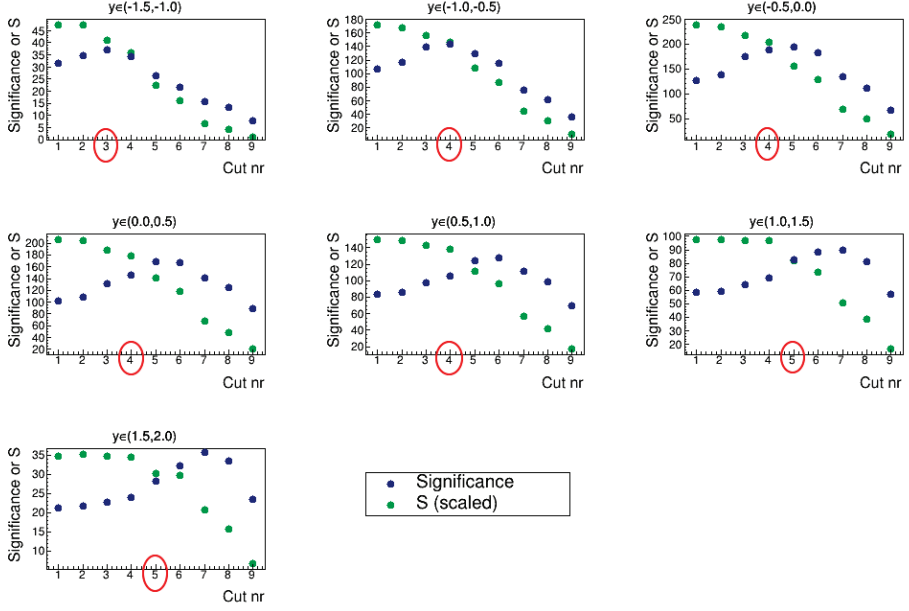 y∈(-1.5,-1.0)
Significance or S
45
40
35
30
25
20
15
10
5
0
1 2 3 4 5 6 7 8 9
Cut nr
y∈(-1.0,-0.5)
Significance or S
180
160
140
120
100
80
60
40
20
1 2 3 4 5 6 7 8 9
Cut nr
y∈(-0.5,0.0)
Significance or S
250
200
150
100
50
1 2 3 4 5 6 7 8 9
Cut nr
y∈(0.0,0.5)
Significance or S
200
180
160
140
120
100
80
60
40
20
1 2 3 4 5 6 7 8 9
Cut nr
y∈(0.5,1.0)
Significance or S
140
120
100
80
60
40
20
1 2 3 4 5 6 7 8 9
Cut nr
y∈(1.0,1.5)
Significance or S
100
90
80
70
60
50
40
30
20
1 2 3 4 5 6 7 8 9
Cut nr
y∈(1.5,2.0)
Significance or S
35
30
25
20
15
10
1 2 3 4 5 6 7 8 9
Cut nr
Significance
S (scaled)